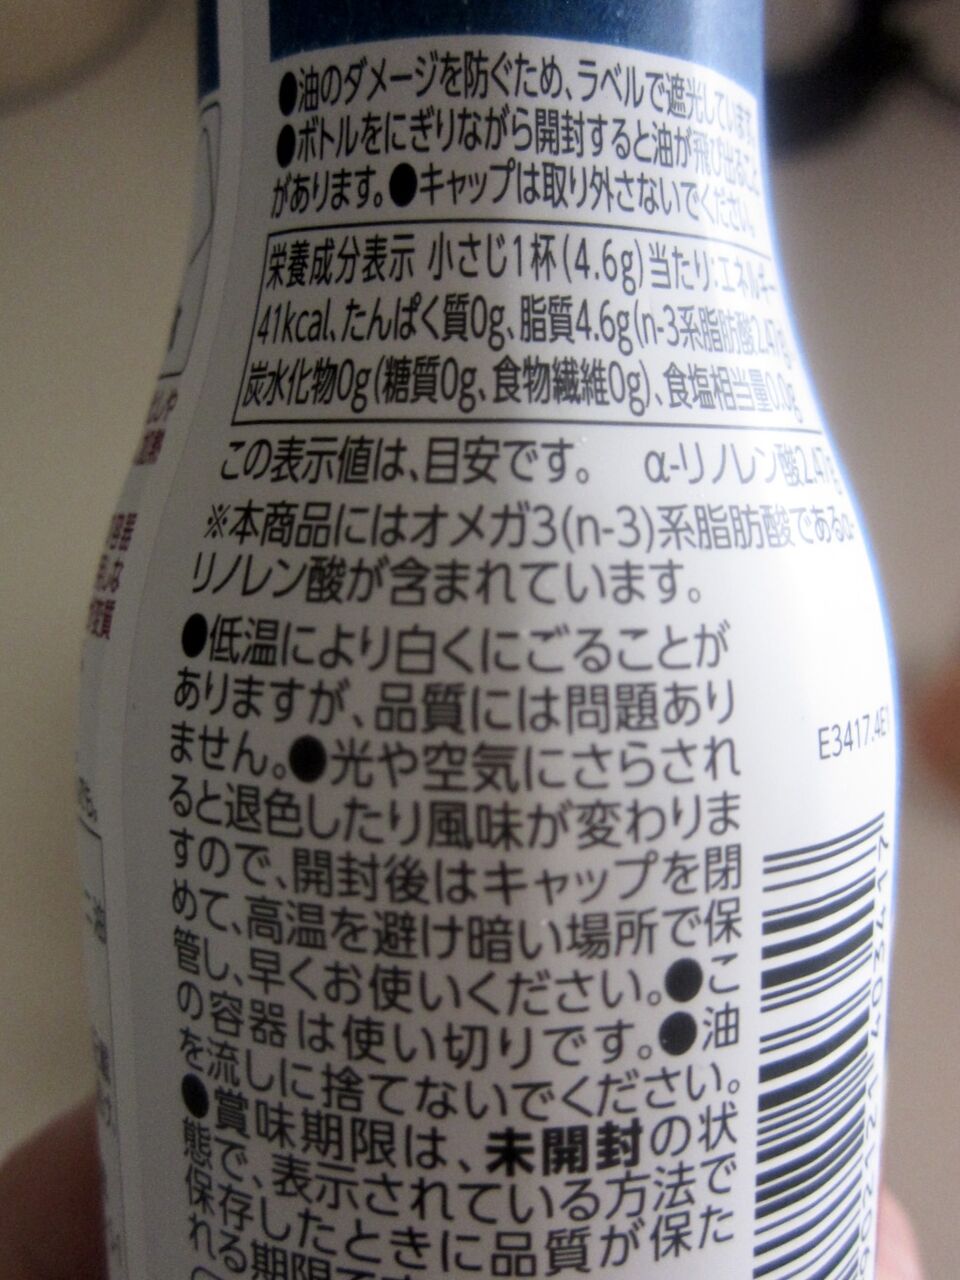 ●油のダメージを防ぐため、ラベルで遮光しています。
●ボトルをにぎりながら開封すると油が飛び出ること
があります。●キャップは取り外さないでください。
栄養成分表示 小さじ1杯(4.6g)当たり:エネルギー
41kcal、たんぱく質0g、脂質4.6g(n-3系脂肪酸2.47g)
炭水化物0g(糖質0g、食物繊維0g)、食塩相当量0.0g
この表示値は、目安です。 α-リノレン酸2.47g
※本商品にはオメガ3(n-3)系脂肪酸であるα-
リノレン酸が含まれています。
●低温により白くにごることが
ありますが、品質には問題あり
ません。●光や空気にさらされ
ると退色したり風味が変わりま
すので、開封後はキャップを閉
めて、高温を避け暗い場所で保
管し、早くお使いください。●こ
の容器は使い切りです。●油
を流しに捨てないでください。
●賞味期限は、未開封の状
態で、表示されている方法で
保存したときに品質が保た
れる期限です
E3417.4E1